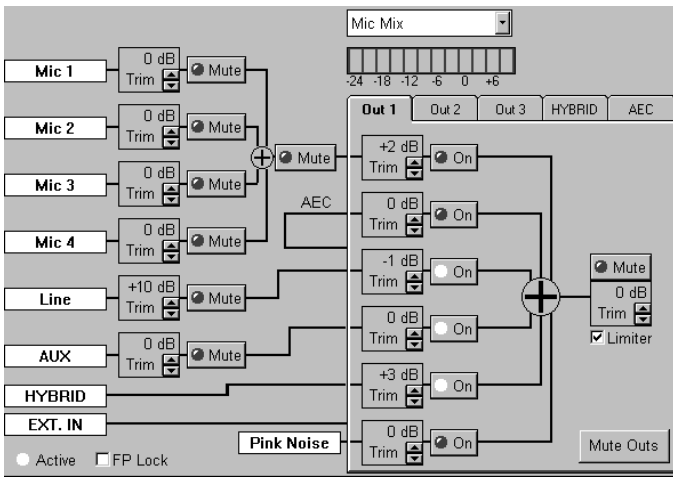 Mic Mix
-24 -18 -12 -6 0 +6
Out 1 Out 2 Out 3 HYBRID AEC
Mic 1
0 dB
Trim
Mute
Mic 2
0 dB
Trim
Mute
Mic 3
0 dB
Trim
Mute
Mic 4
0 dB
Trim
Mute
Line
+10 dB
Trim
Mute
AUX
0 dB
Trim
Mute
HYBRID
EXT. IN
Active
FP Lock
Pink Noise
Mute
AEC
+2 dB
Trim
On
0 dB
Trim
On
-1 dB
Trim
On
0 dB
Trim
On
+3 dB
Trim
On
0 dB
Trim
On
Mute
0 dB
Trim
Limiter
Mute Outs